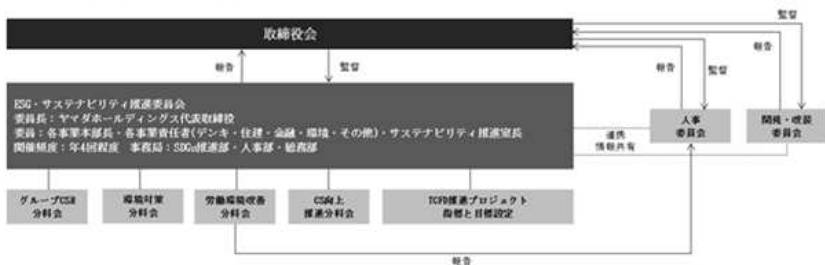 取締役会
監督
報告
監督
報告
報告
監督
ESG・サステナビリティ推進委員会
委員長：ヤマダホールディングス代表取締役
委員：各事業本部長・各事業責任者(デンキ・住建・金融・環境・その他)・サステナビリティ推進室長
開催頻度：年4回程度　事務局：SDGs推進部・人事部・総務部
人事
委員会
開発・改装
委員会
連携
情報共有
グループCSR
分科会
環境対策
分科会
労働環境改善
分科会
CS向上
推進分科会
TCFD推進プロジェクト
指標と目標設定
報告